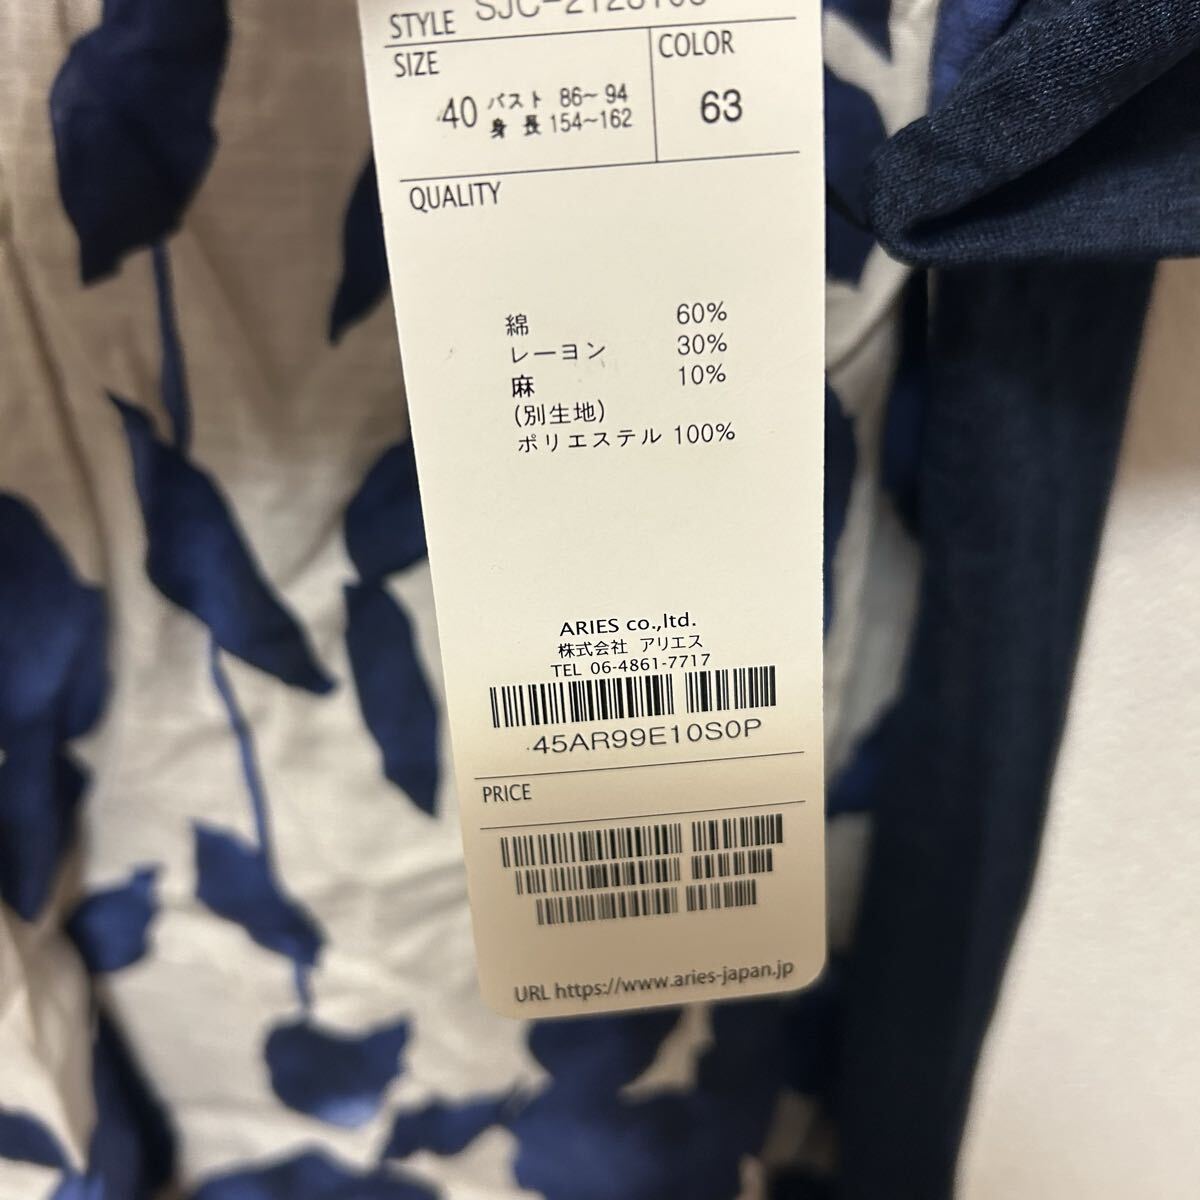 STYLE
SIZE
COLOR
40 バスト 86~94
身 長 154~162
63
QUALITY
綿 60%
レーヨン 30%
麻 10%
(別生地)
ポリエステル 100%
ARIES co.,ltd.
株式会社 アリエス
TEL 06-4861-7717
45AR99E10S0P
PRICE
URL https://www.aries-japan.jp